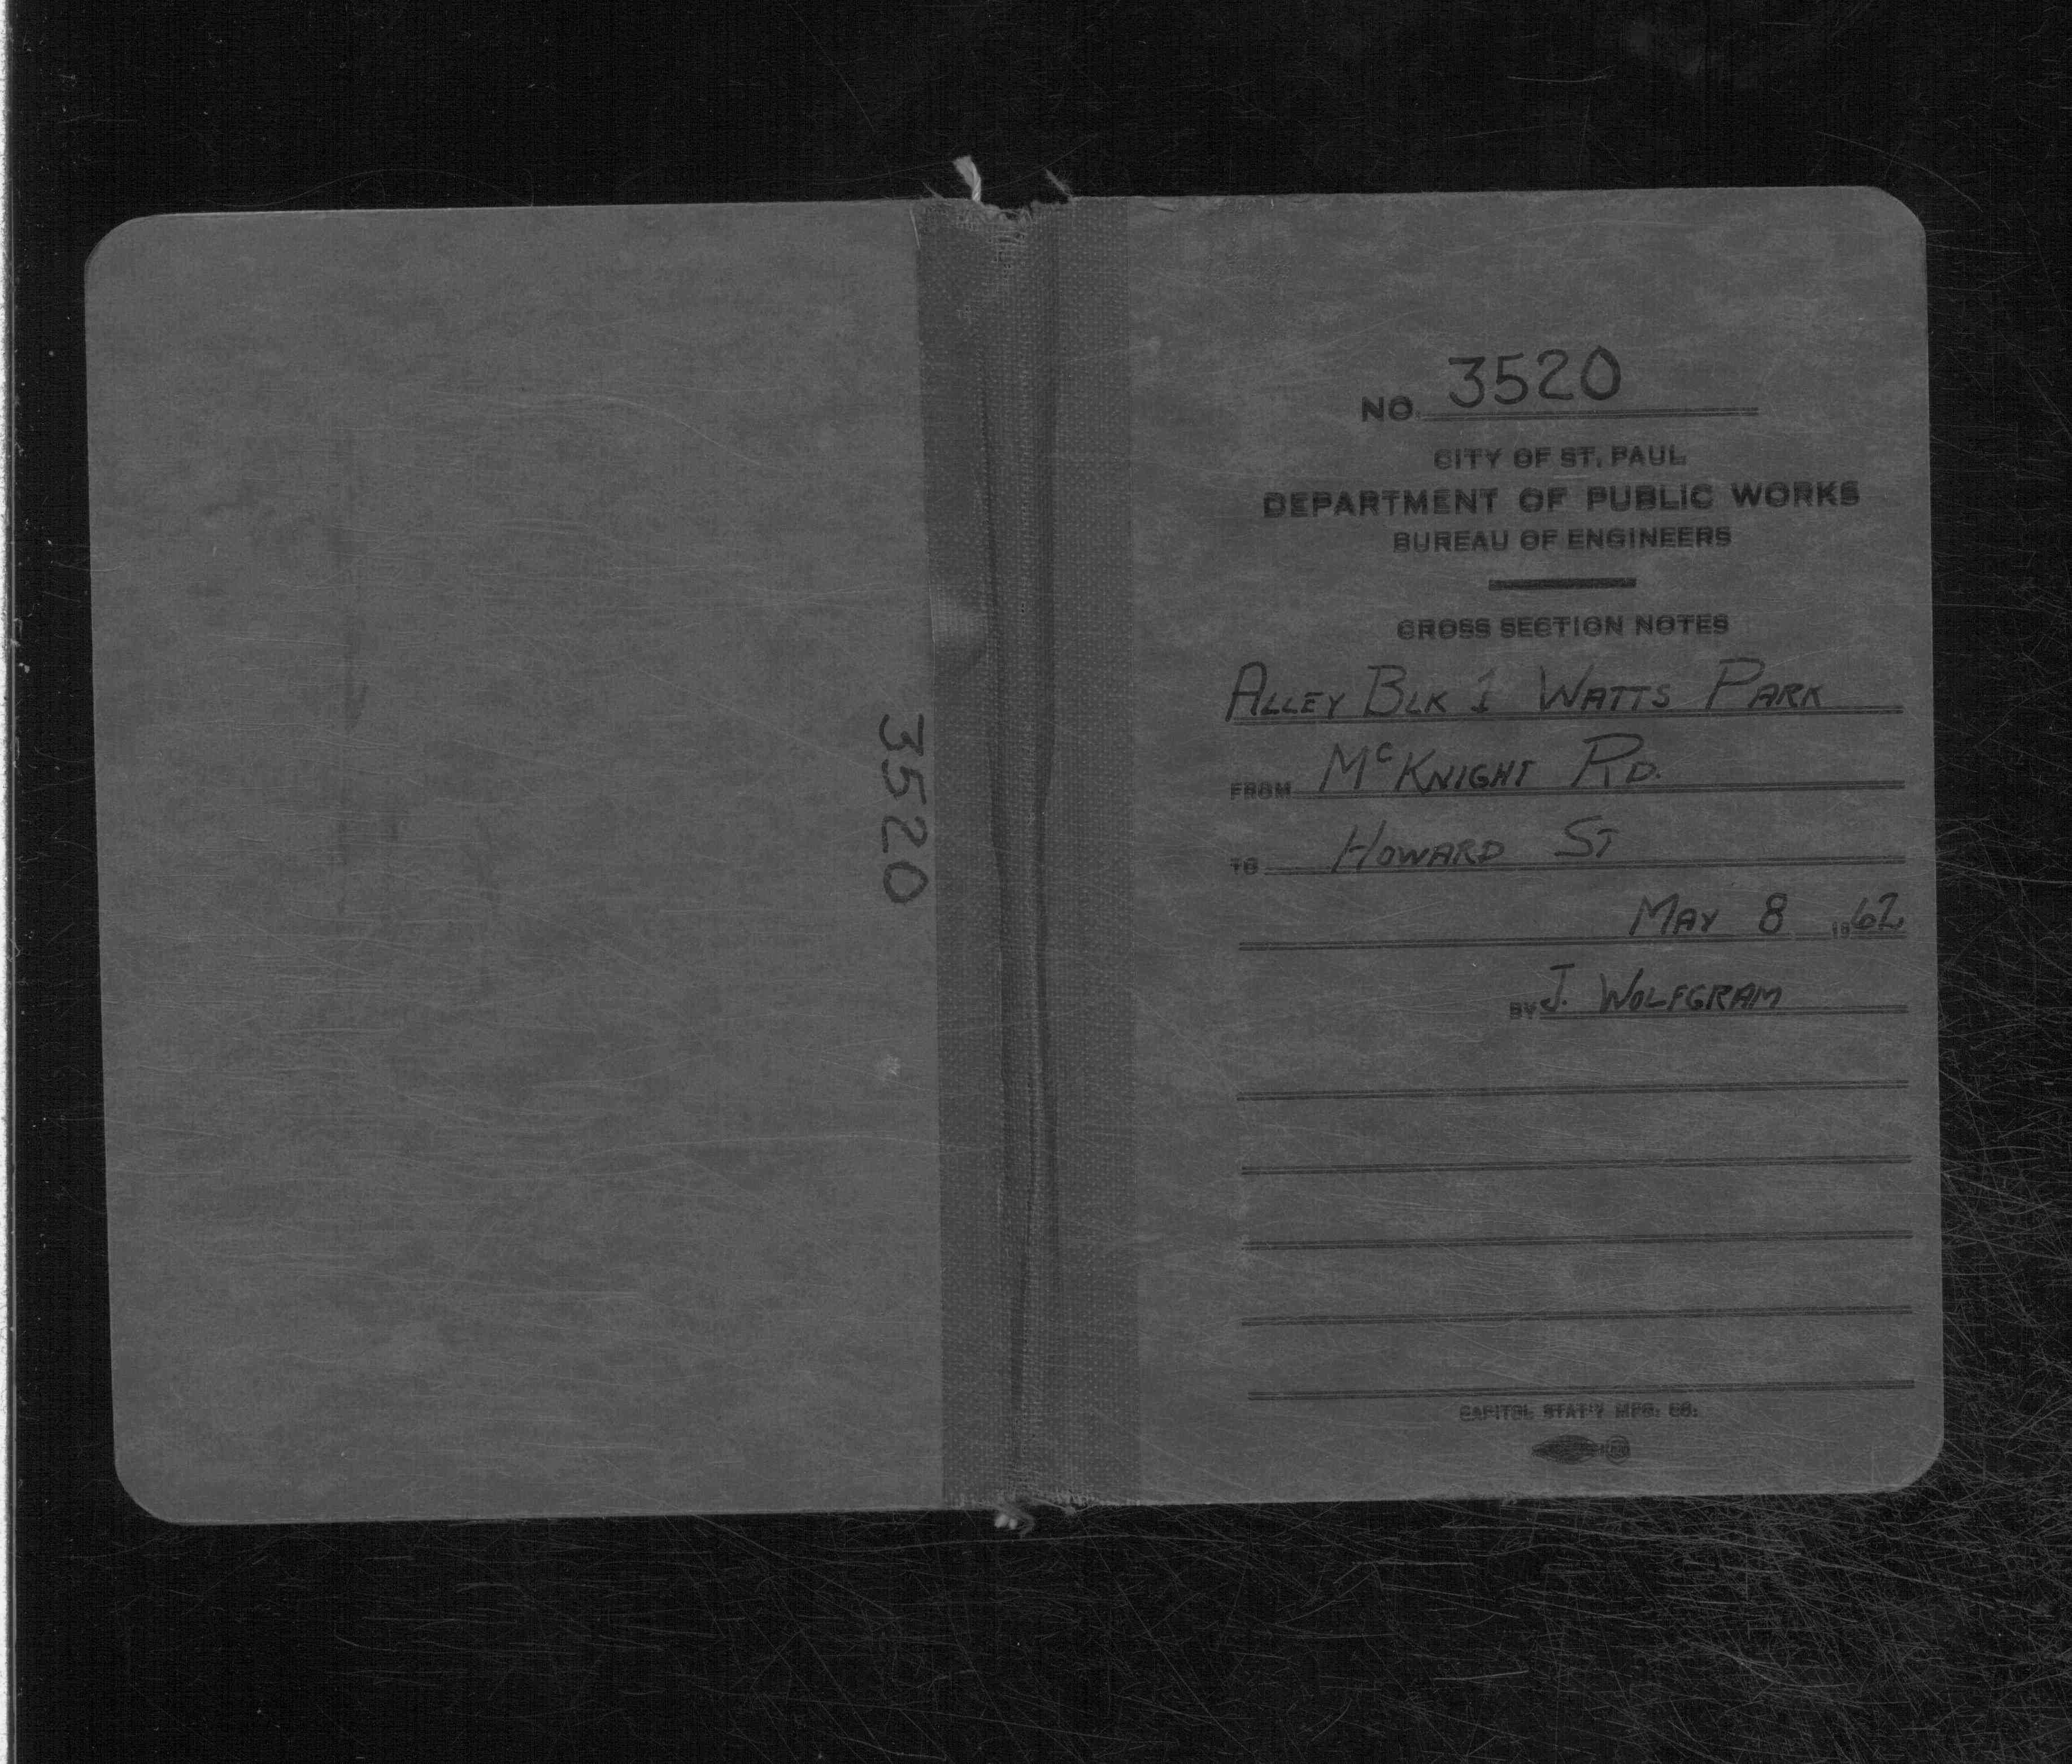 3520
NO. 3520
CITY OF ST. PAUL
DEPARTMENT OF PUBLIC WORKS
BUREAU OF ENGINEERS
CROSS SECTION NOTES
ALLEY BLK 1 WATTS PARK
FROM McKNIGHT RD.
TO HOWARD ST
MAY 8 1962
BY J. WOLFGRAM
CAPITOL STAT'Y MFG. CO.